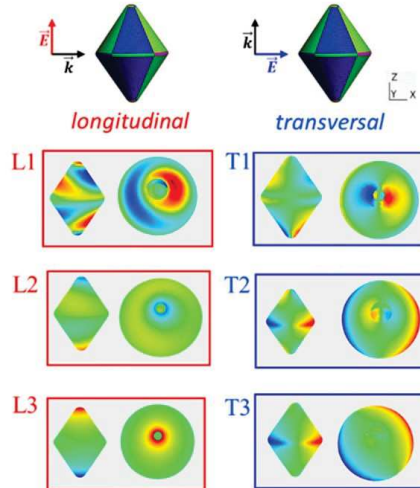 E k
k E
Z
Y X
longitudinal transversal
L1 T1
L2 T2
L3 T3